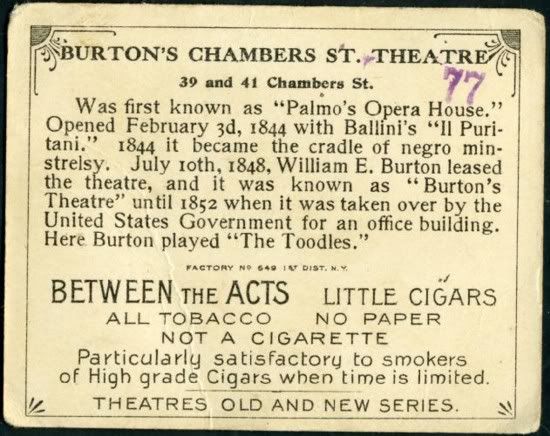 BURTON'S CHAMBERS ST. THEATRE
77
39 and 41 Chambers St.
Was first known as "Palmo's Opera House."
Opened February 3d, 1844 with Ballini's "Il Puri-
tani." 1844 it became the cradle of negro min-
strelsy. July 10th, 1848, William E. Burton leased
the theatre, and it was known as "Burton's
Theatre" until 1852 when it was taken over by the
United States Government for an office building.
Here Burton played "The Toodles."
FACTORY No 649 1st DIST. N.Y.
BETWEEN THE ACTS LITTLE CIGARS
ALL TOBACCO NO PAPER
NOT A CIGARETTE
Particularly satisfactory to smokers
of High grade Cigars when time is limited.
THEATRES OLD AND NEW SERIES.